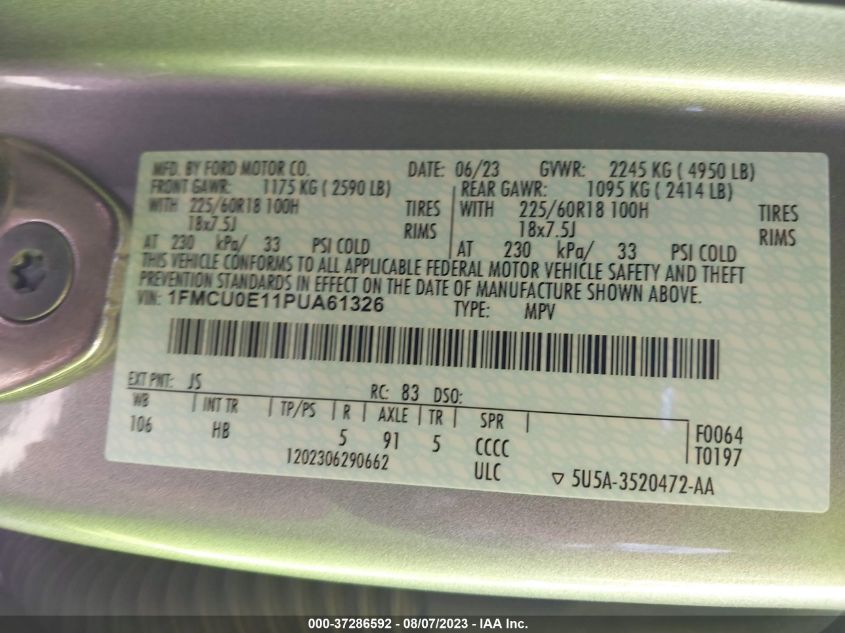 MFD. BY FORD MOTOR CO. DATE: 06/23 GVWR: 2245 KG ( 4950 LB)
FRONT GAWR: 1175 KG ( 2590 LB) REAR GAWR: 1095 KG ( 2414 LB)
WITH 225/60R18 100H TIRES WITH 225/60R18 100H TIRES
18x7.5J RIMS 18x7.5J RIMS
AT 230 kPa/ 33 PSI COLD AT 230 kPa/ 33 PSI COLD
THIS VEHICLE CONFORMS TO ALL APPLICABLE FEDERAL MOTOR VEHICLE SAFETY AND THEFT
PREVENTION STANDARDS IN EFFECT ON THE DATE OF MANUFACTURE SHOWN ABOVE.
VIN: 1FMCU0E11PUA61326 TYPE: MPV
EXT PNT: JS RC: 83 DSO:
WB INT TR TP/PS R AXLE TR SPR
106 HB 5 91 5 CCCC F0064
1202306290662 ULC T0197
▽ 5U5A-3520472-AA
000-37286592 - 08/07/2023 - IAA Inc.